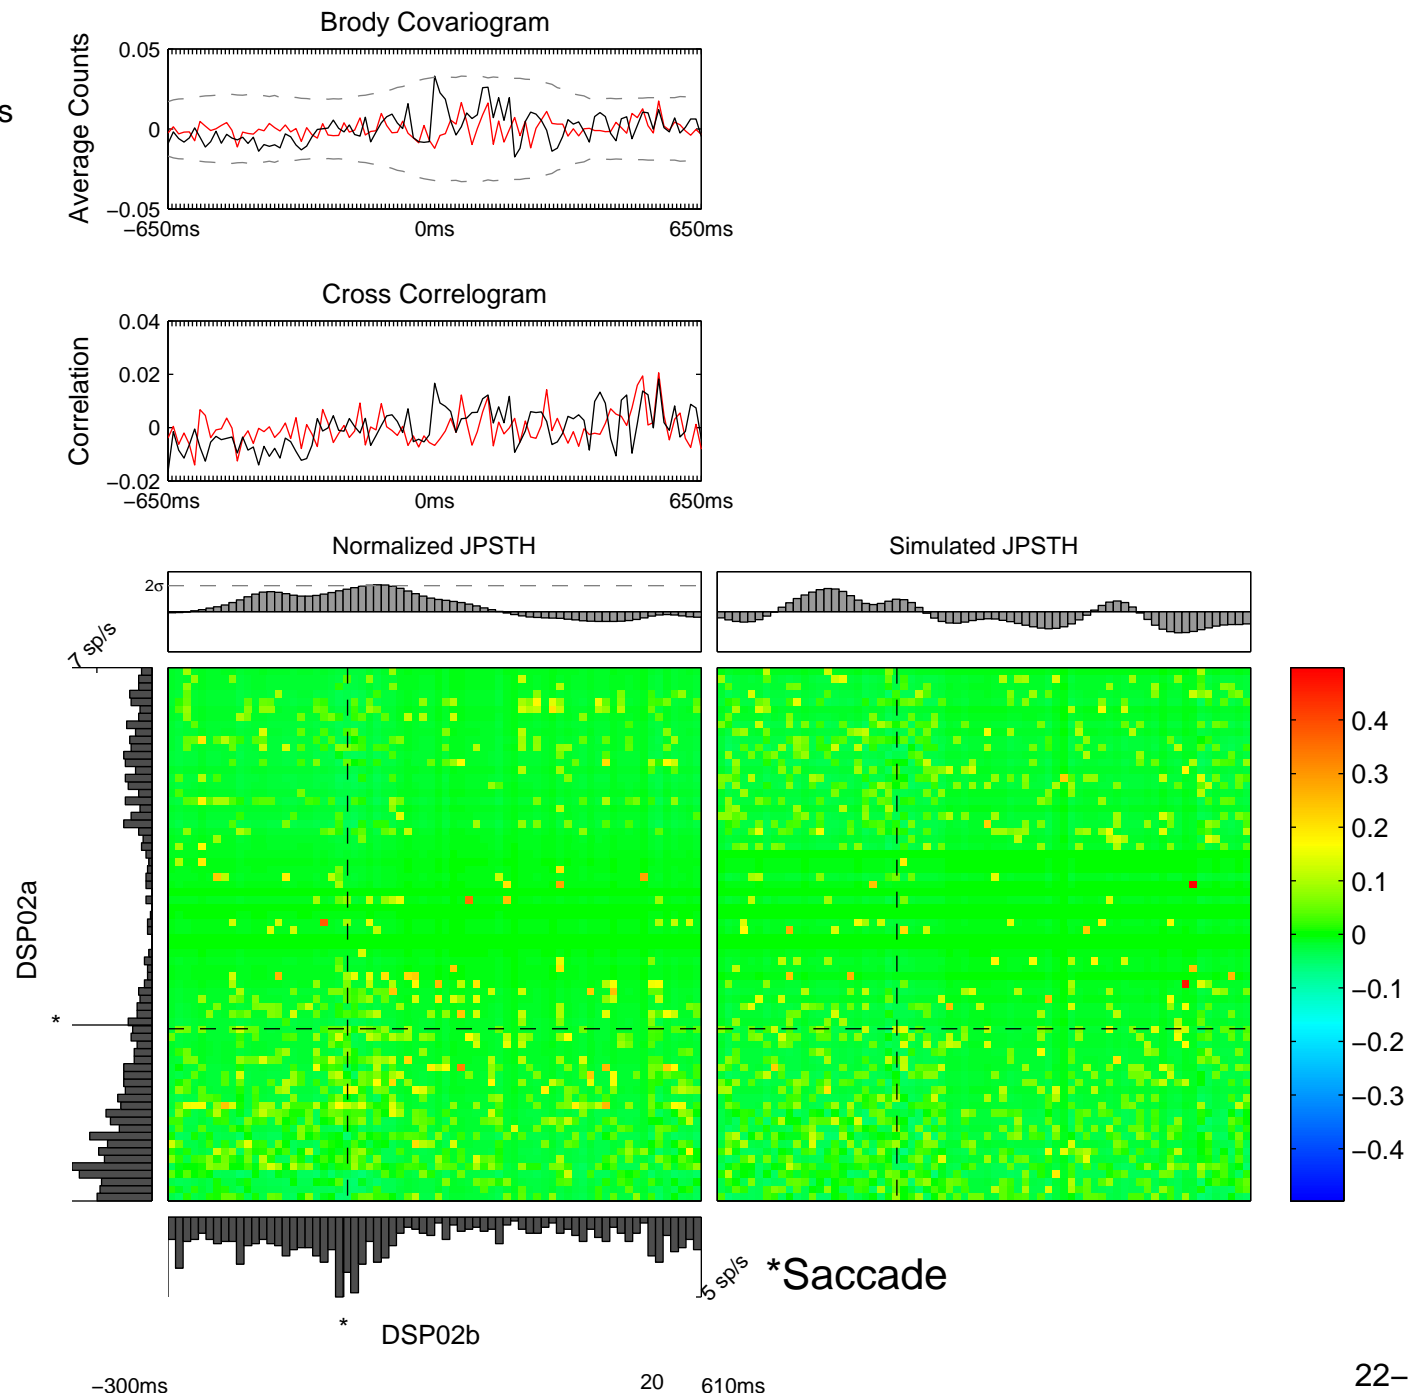 Brody Covariogram
s
Average Counts
0.05
0
−0.05
−650ms
0ms
650ms
Cross Correlogram
Correlation
0.04
0.02
0
−0.02
−650ms
0ms
650ms
Normalized JPSTH
Simulated JPSTH
2σ
7 sp/s
DSP02a
*
0.4
0.3
0.2
0.1
0
−0.1
−0.2
−0.3
−0.4
5 sp/s
*Saccade
*
DSP02b
−300ms
20
610ms
22−